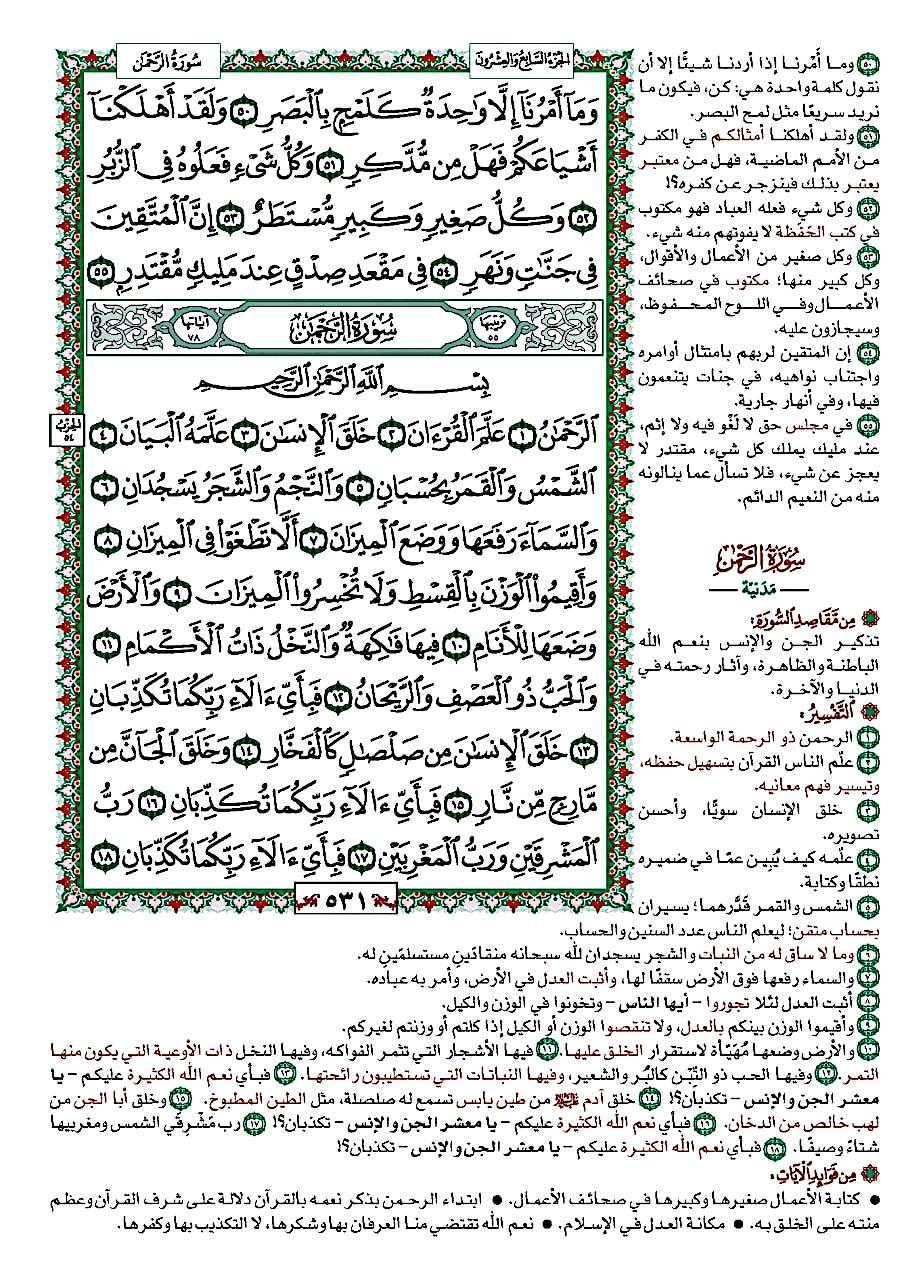 الجزء السابع والعشرون
سورة الرحمن
وَمَآ أَمْرُنَآ إِلَّا وَٰحِدَةٌ كَلَمْحٍۭ بِٱلْبَصَرِ ٥٠ وَلَقَدْ أَهْلَكْنَآ
أَشْيَاعَكُمْ فَهَلْ مِن مُّدَّكِرٍ ٥١ وَكُلُّ شَىْءٍ فَعَلُوهُ فِى ٱلزُّبُرِ
٥٢ وَكُلُّ صَغِيرٍ وَكَبِيرٍ مُّسْتَطَرٌ ٥٣ إِنَّ ٱلْمُتَّقِينَ
فِى جَنَّٰتٍ وَنَهَرٍ ٥٤ فِى مَقْعَدِ صِدْقٍ عِندَ مَلِيكٍ مُّقْتَدِرٍۭ ٥٥
ترتيبها ٥٥
سورة الرحمن
آياتها ٧٨
بِسْمِ ٱللَّهِ ٱلرَّحْمَٰنِ ٱلرَّحِيمِ
ٱلرَّحْمَٰنُ ١ عَلَّمَ ٱلْقُرْءَانَ ٢ خَلَقَ ٱلْإِنسَٰنَ ٣ عَلَّمَهُ ٱلْبَيَانَ ٤
الحزب ٥٤
ٱلشَّمْسُ وَٱلْقَمَرُ بِحُسْبَانٍ ٥ وَٱلنَّجْمُ وَٱلشَّجَرُ يَسْجُدَانِ ٦
وَٱلسَّمَآءَ رَفَعَهَا وَوَضَعَ ٱلْمِيزَانَ ٧ أَلَّا تَطْغَوْا۟ فِى ٱلْمِيزَانِ ٨
وَأَقِيمُوا۟ ٱلْوَزْنَ بِٱلْقِسْطِ وَلَا تُخْسِرُوا۟ ٱلْمِيزَانَ ٩ وَٱلْأَرْضَ
وَضَعَهَا لِلْأَنَامِ ١٠ فِيهَا فَٰكِهَةٌ وَٱلنَّخْلُ ذَاتُ ٱلْأَكْمَامِ ١١
وَٱلْحَبُّ ذُو ٱلْعَصْفِ وَٱلرَّيْحَانُ ١٢ فَبِأَىِّ ءَالَآءِ رَبِّكُمَا تُكَذِّبَانِ
١٣ خَلَقَ ٱلْإِنسَٰنَ مِن صَلْصَٰلٍ كَٱلْفَخَّارِ ١٤ وَخَلَقَ ٱلْجَآنَّ مِن
مَّارِجٍ مِّن نَّارٍ ١٥ فَبِأَىِّ ءَالَآءِ رَبِّكُمَا تُكَذِّبَانِ ١٦ رَبُّ
ٱلْمَشْرِقَيْنِ وَرَبُّ ٱلْمَغْرِبَيْنِ ١٧ فَبِأَىِّ ءَالَآءِ رَبِّكُمَا تُكَذِّبَانِ ١٨
٥٣١
٥٠ وما أَمْرنا إذا أردنا شيئًا إلا أن
نقول كلمة واحدة هي: كن، فيكون ما
نريد سريعًا مثل لمح البصر.
٥١ ولقد أهلكنا أمثالكم في الكفر
من الأمم الماضية، فهل من معتبر
يعتبر بذلك فينزجر عن كفره؟!
٥٢ وكل شيء فعله العباد فهو مكتوب
في كتب الحَفَظة لا يفوتهم منه شيء.
٥٣ وكل صغير من الأعمال والأقوال،
وكل كبير منها؛ مكتوب في صحائف
الأعمال وفي اللوح المحفوظ،
وسيجازون عليه.
٥٤ إن المتقين لربهم بامتثال أوامره
واجتناب نواهيه، في جنات يتنعمون
فيها، وفي أنهار جارية.
٥٥ في مجلس حق لا لَغْو فيه ولا إثم،
عند مليك يملك كل شيء، مقتدر لا
يعجز عن شيء، فلا تسأل عما ينالونه
منه من النعيم الدائم.
سورة الرحمن
— مَدَنيّة —
من مقاصد السورة:
تذكير الجن والإنس بنعم الله
الباطنة والظاهرة، وآثار رحمته في
الدنيا والآخرة.
التفسير:
١ الرحمن ذو الرحمة الواسعة.
٢ علّم الناس القرآن بتسهيل حفظه،
وتيسير فهم معانيه.
٣ خلق الإنسان سويًّا، وأحسن
تصويره.
٤ علّمه كيف يُبِين عمّا في ضميره
نطقًا وكتابة.
٥ الشمس والقمر قَدَّرهما؛ يسيران
بحساب متقن؛ ليعلم الناس عدد السنين والحساب.
٦ وما لا ساق له من النبات والشجر يسجدان لله سبحانه منقادَينِ مستسلمَينِ له.
٧ والسماء رفعها فوق الأرض سقفًا لها، وأثبت العدل في الأرض، وأمر به عباده.
٨ أثبت العدل لئلا تجوروا – أيها الناس – وتخونوا في الوزن والكيل.
٩ وأقيموا الوزن بينكم بالعدل، ولا تنقصوا الوزن أو الكيل إذا كلتم أو وزنتم لغيركم.
١٠ والأرض وضعها مُهَيّأة لاستقرار الخلق عليها. ١١ فيها الأشجار التي تثمر الفواكه، وفيها النخل ذات الأوعية التي يكون منها
التمر. ١٢ وفيها الحب ذو التِّبْن كالبُر والشعير، وفيها النباتات التي تستطيبون رائحتها. ١٣ فبأي نعم الله الكثيرة عليكم – يا
معشر الجن والإنس – تكذبان؟! ١٤ خلق آدم ﵇ من طين يابس تسمع له صلصلة، مثل الطين المطبوخ. ١٥ وخلق أبا الجن من
لهب خالص من الدخان. ١٦ فبأي نعم الله الكثيرة عليكم – يا معشر الجن والإنس – تكذبان؟! ١٧ رب مَشْرِقَي الشمس ومغربيها
شتاءً وصيفًا. ١٨ فبأي نعم الله الكثيرة عليكم – يا معشر الجن والإنس – تكذبان؟!
من فوائد الآيات:
● كتابة الأعمال صغيرها وكبيرها في صحائف الأعمال. ● ابتداء الرحمن بذكر نعمه بالقرآن دلالة على شرف القرآن وعظم
منته على الخلق به. ● مكانة العدل في الإسلام. ● نعم الله تقتضي منا العرفان بها وشكرها، لا التكذيب بها وكفرها.